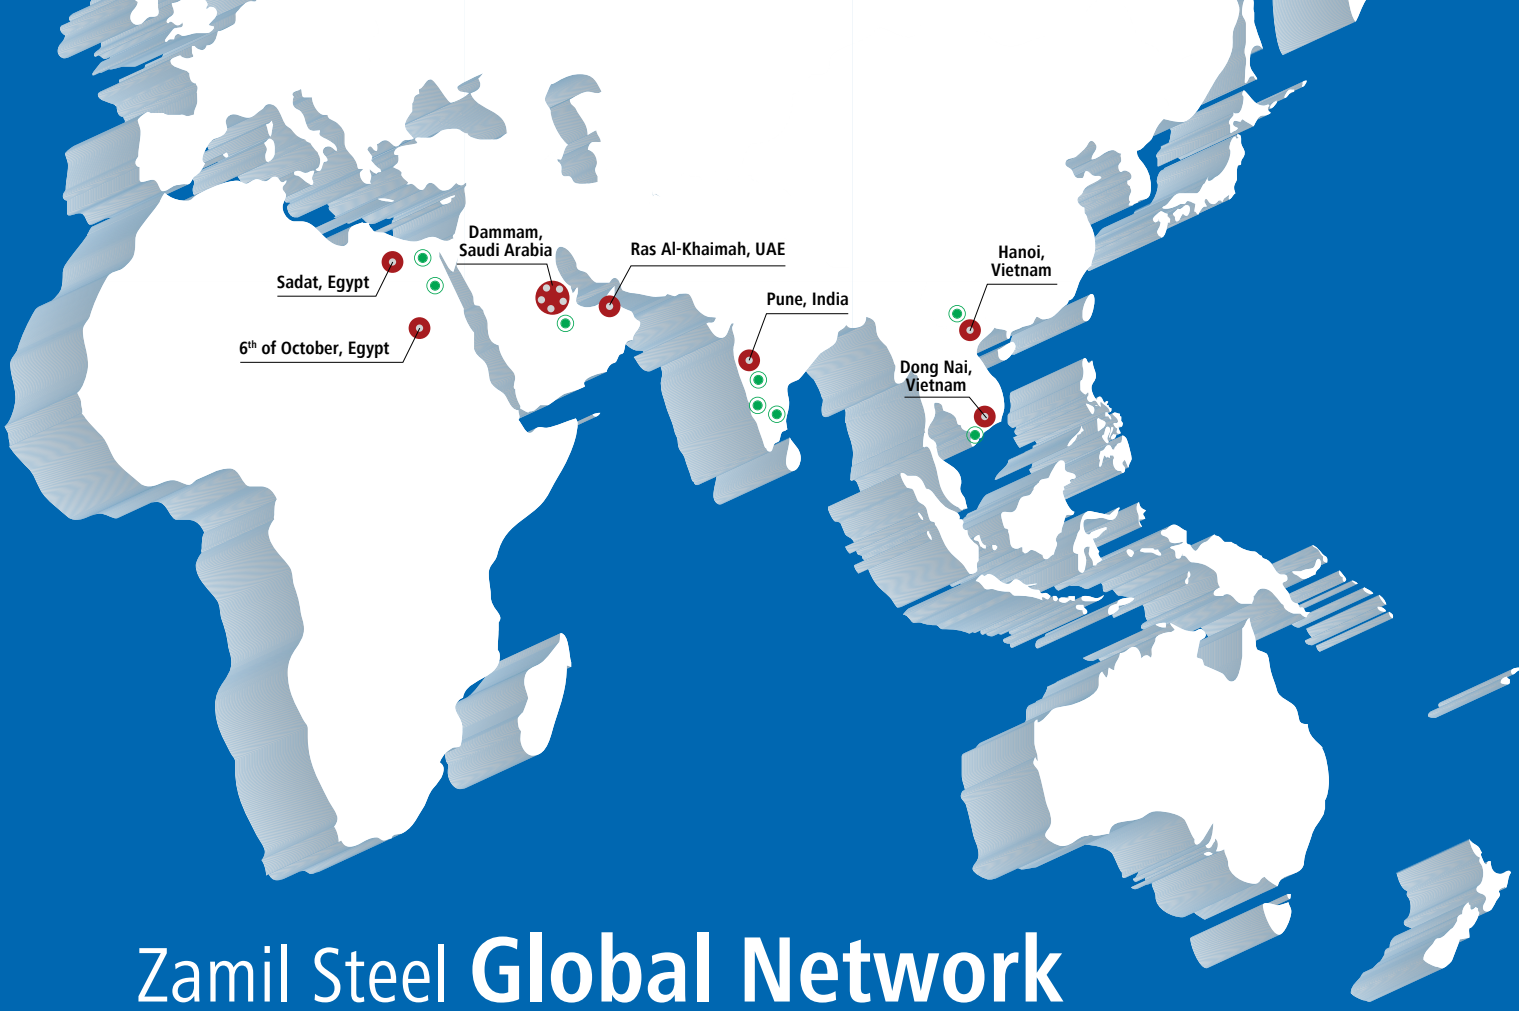 Dammam,
Saudi Arabia
Ras Al-Khaimah, UAE
Hanoi,
Vietnam
Sadat, Egypt
Pune, India
6th of October, Egypt
Dong Nai,
Vietnam
Zamil Steel Global Network